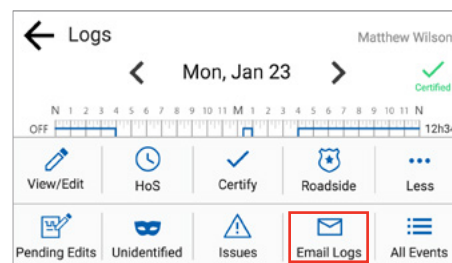 Logs
Matthew Wilson
Mon, Jan 23
Certified
N 1 2 3 4 5 6 7 8 9 10 11 M 1 2 3 4 5 6 7 8 9 10 11 N
OFF 12h34
View/Edit HoS Certify Roadside Less
Pending Edits Unidentified Issues Email Logs All Events